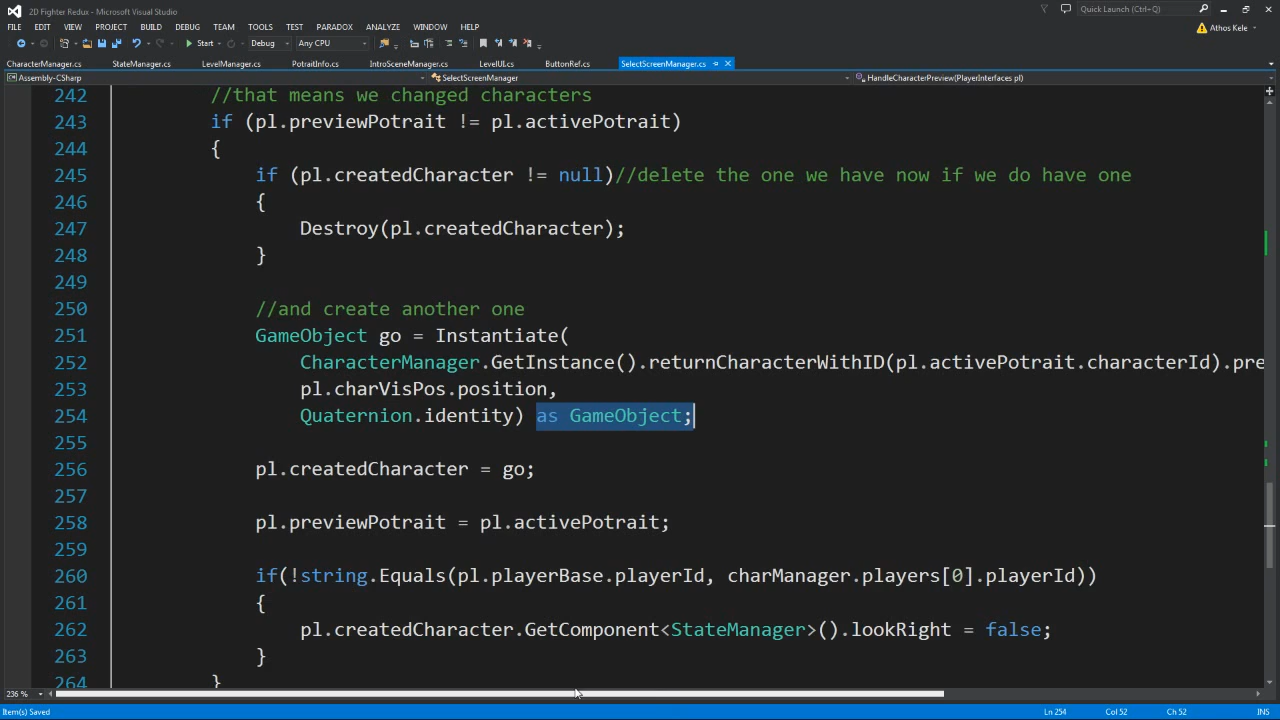 2D Fighter Redux - Microsoft Visual Studio
Quick Launch (Ctrl+Q)
FILE EDIT VIEW PROJECT BUILD DEBUG TEAM TOOLS TEST PARADOX ANALYZE WINDOW HELP
Athos Kele
Start Debug Any CPU
CharacterManager.cs StateManager.cs LevelManager.cs PotraitInfo.cs IntroSceneManager.cs LevelUI.cs ButtonRef.cs SelectScreenManager.cs
Assembly-CSharp SelectScreenManager HandleCharacterPreview(PlayerInterfaces pl)
242 //that means we changed characters
243 if (pl.previewPotrait != pl.activePotrait)
244 {
245 if (pl.createdCharacter != null)//delete the one we have now if we do have one
246 {
247 Destroy(pl.createdCharacter);
248 }
249
250 //and create another one
251 GameObject go = Instantiate(
252 CharacterManager.GetInstance().returnCharacterWithID(pl.activePotrait.characterId).pre
253 pl.charVisPos.position,
254 Quaternion.identity) as GameObject;
255
256 pl.createdCharacter = go;
257
258 pl.previewPotrait = pl.activePotrait;
259
260 if(!string.Equals(pl.playerBase.playerId, charManager.players[0].playerId))
261 {
262 pl.createdCharacter.GetComponent<StateManager>().lookRight = false;
263 }
264 }
236 %
Item(s) Saved Ln 254 Col 52 Ch 52 INS